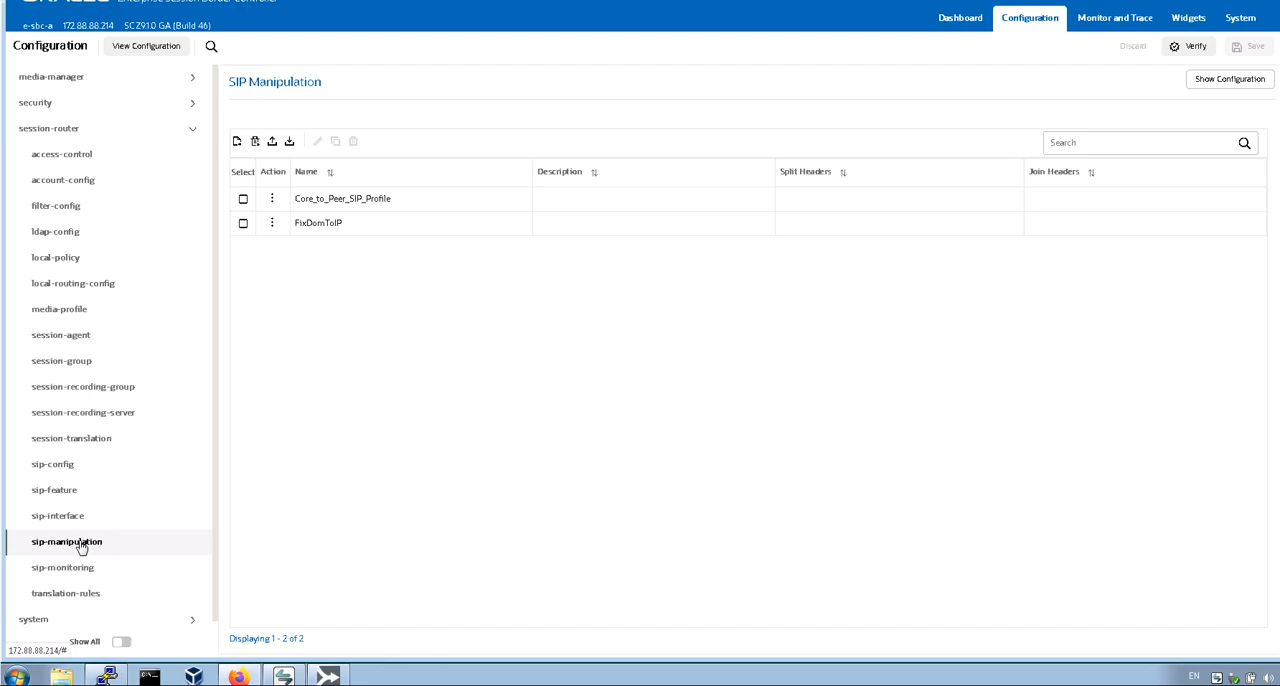 e-sbc-a 172.88.88.214 SCZ9.1.0 GA (Build 46)
Dashboard Configuration Monitor and Trace Widgets System
Configuration View Configuration
Discard Verify Save
media-manager
security
session-router
access-control
account-config
filter-config
ldap-config
local-policy
local-routing-config
media-profile
session-agent
session-group
session-recording-group
session-recording-server
session-translation
sip-config
sip-feature
sip-interface
sip-manipulation
sip-monitoring
translation-rules
system
Show All
172.88.88.214/#
SIP Manipulation
Show Configuration
Search
Select Action Name Description Split Headers Join Headers
Core_to_Peer_SIP_Profile
FixDomToIP
Displaying 1 - 2 of 2
EN